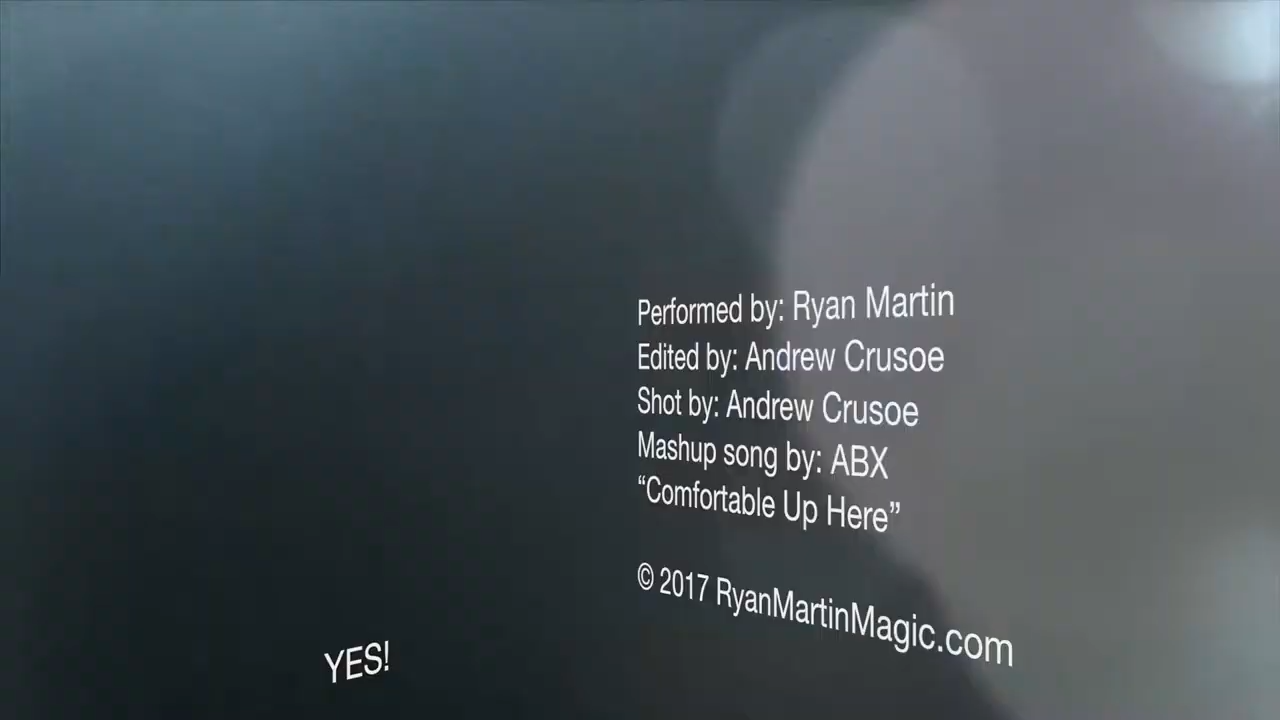 Performed by: Ryan Martin
Edited by: Andrew Crusoe
Shot by: Andrew Crusoe
Mashup song by: ABX
“Comfortable Up Here”
© 2017 RyanMartinMagic.com
YES!